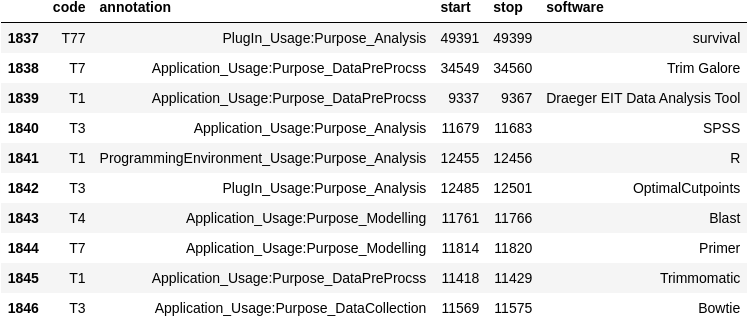 code annotation start stop software
1837 T77 PlugIn_Usage:Purpose_Analysis 49391 49399 survival
1838 T7 Application_Usage:Purpose_DataPreProcss 34549 34560 Trim Galore
1839 T1 Application_Usage:Purpose_DataPreProcss 9337 9367 Draeger EIT Data Analysis Tool
1840 T3 Application_Usage:Purpose_Analysis 11679 11683 SPSS
1841 T1 ProgrammingEnvironment_Usage:Purpose_Analysis 12455 12456 R
1842 T3 PlugIn_Usage:Purpose_Analysis 12485 12501 OptimalCutpoints
1843 T4 Application_Usage:Purpose_Modelling 11761 11766 Blast
1844 T7 Application_Usage:Purpose_Modelling 11814 11820 Primer
1845 T1 Application_Usage:Purpose_DataPreProcss 11418 11429 Trimmomatic
1846 T3 Application_Usage:Purpose_DataCollection 11569 11575 Bowtie